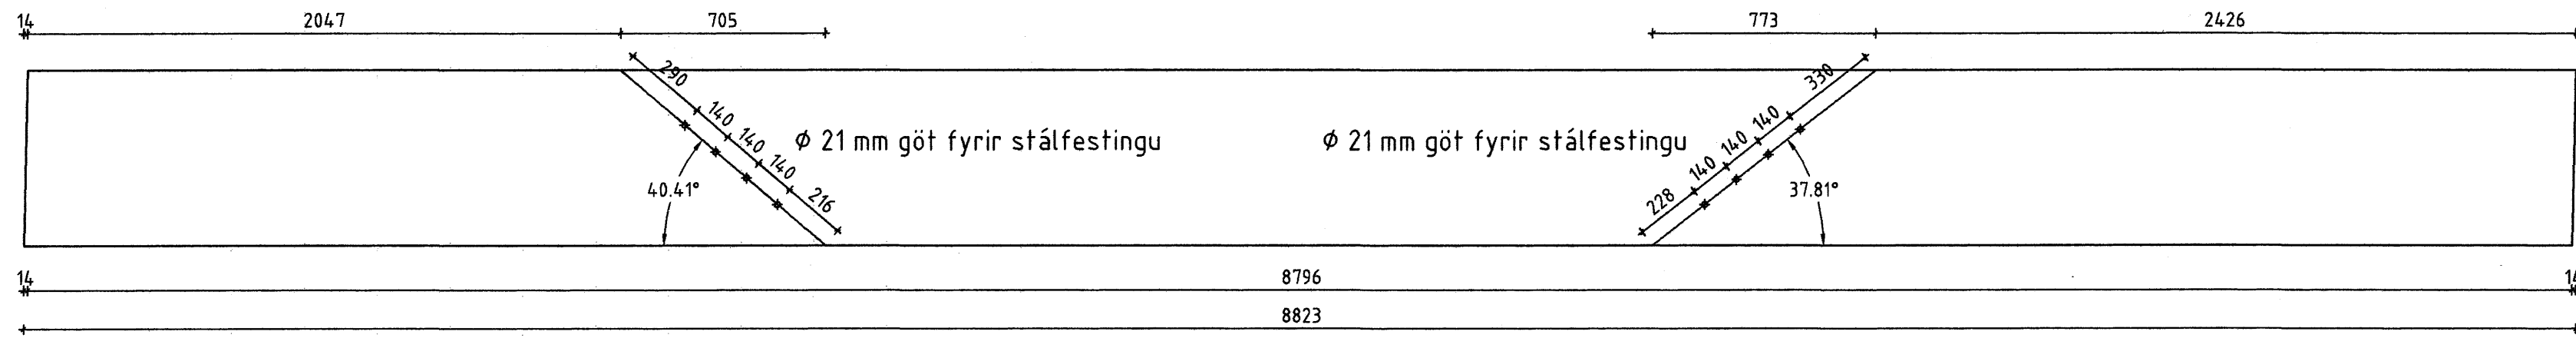 14 2047 705 773 2426
290 140 140 140 216
330 140 140 140 228
Φ 21 mm göt fyrir stálfestingu
Φ 21 mm göt fyrir stálfestingu
40.41°
37.81°
14 8796 14
8823